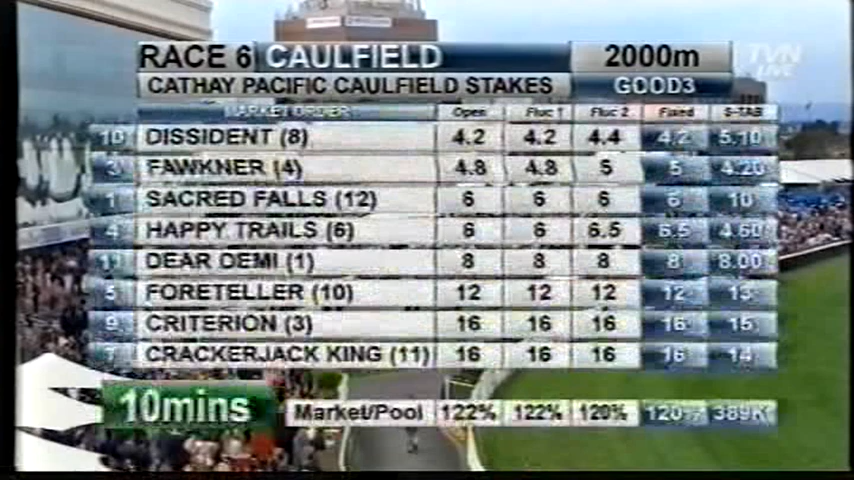 RACE 6 CAULFIELD 2000m
TVN
LIVE
CATHAY PACIFIC CAULFIELD STAKES GOOD3
MARKET ORDER Open Fluc 1 Fluc 2 Fixed S-TAB
10 DISSIDENT (8) 4.2 4.2 4.4 4.2 5.10
3 FAWKNER (4) 4.8 4.8 5 5 4.20
1 SACRED FALLS (12) 6 6 6 6 10
4 HAPPY TRAILS (6) 6 6 6.5 6.5 4.60
11 DEAR DEMI (1) 8 8 8 8 8.00
5 FORETELLER (10) 12 12 12 12 13
9 CRITERION (3) 16 16 16 16 15
7 CRACKERJACK KING (11) 16 16 16 16 14
10mins Market/Pool 122% 122% 120% 120% 389K